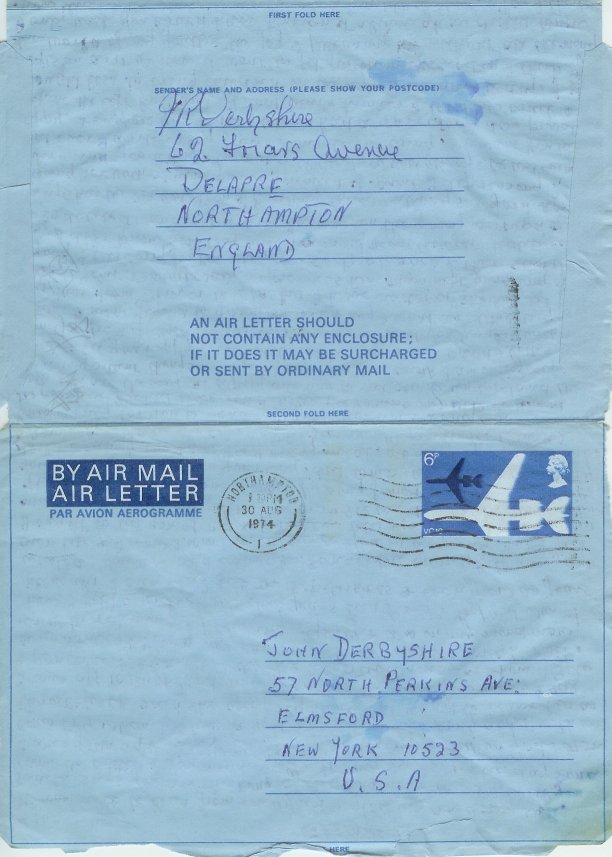 FIRST FOLD HERE
SENDER'S NAME AND ADDRESS (PLEASE SHOW YOUR POSTCODE)
Derbyshire
62 Friars Avenue
DELAPRE
NORTHAMPTON
ENGLAND
AN AIR LETTER SHOULD
NOT CONTAIN ANY ENCLOSURE;
IF IT DOES IT MAY BE SURCHARGED
OR SENT BY ORDINARY MAIL
SECOND FOLD HERE
BY AIR MAIL
AIR LETTER
PAR AVION AEROGRAMME
NORTHAMPTON
30 AUG
1974
1
6P
VC10
JOHN DERBYSHIRE
57 NORTH PERKINS AVE.
ELMSFORD
NEW YORK 10523
U.S.A
HERE